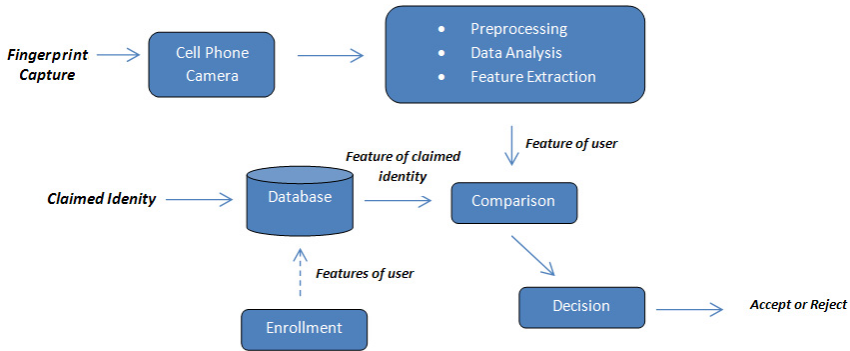 Fingerprint
Capture
Cell Phone
Camera
• Preprocessing
• Data Analysis
• Feature Extraction
Feature of user
Feature of claimed
identity
Claimed Idenity
Database
Comparison
Features of user
Enrollment
Decision
Accept or Reject